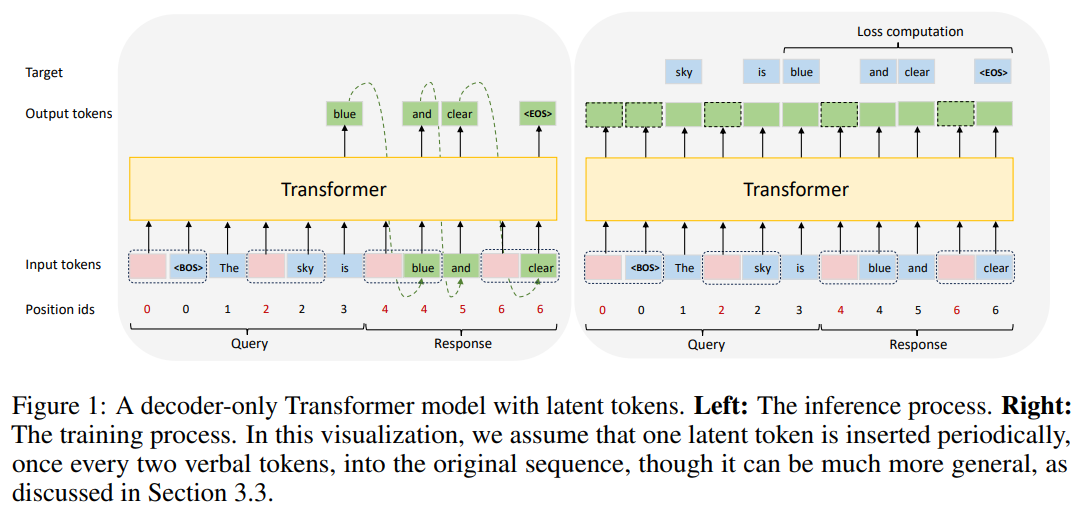 Loss computation
Target sky is blue and clear <EOS>
Output tokens blue and clear <EOS>
Transformer Transformer
Input tokens <BOS> The sky is blue and clear <BOS> The sky is blue and clear
Position ids 0 0 1 2 2 3 4 4 5 6 6 0 0 1 2 2 3 4 4 5 6 6
Query Response Query Response
Figure 1: A decoder-only Transformer model with latent tokens. Left: The inference process. Right:
The training process. In this visualization, we assume that one latent token is inserted periodically,
once every two verbal tokens, into the original sequence, though it can be much more general, as
discussed in Section 3.3.